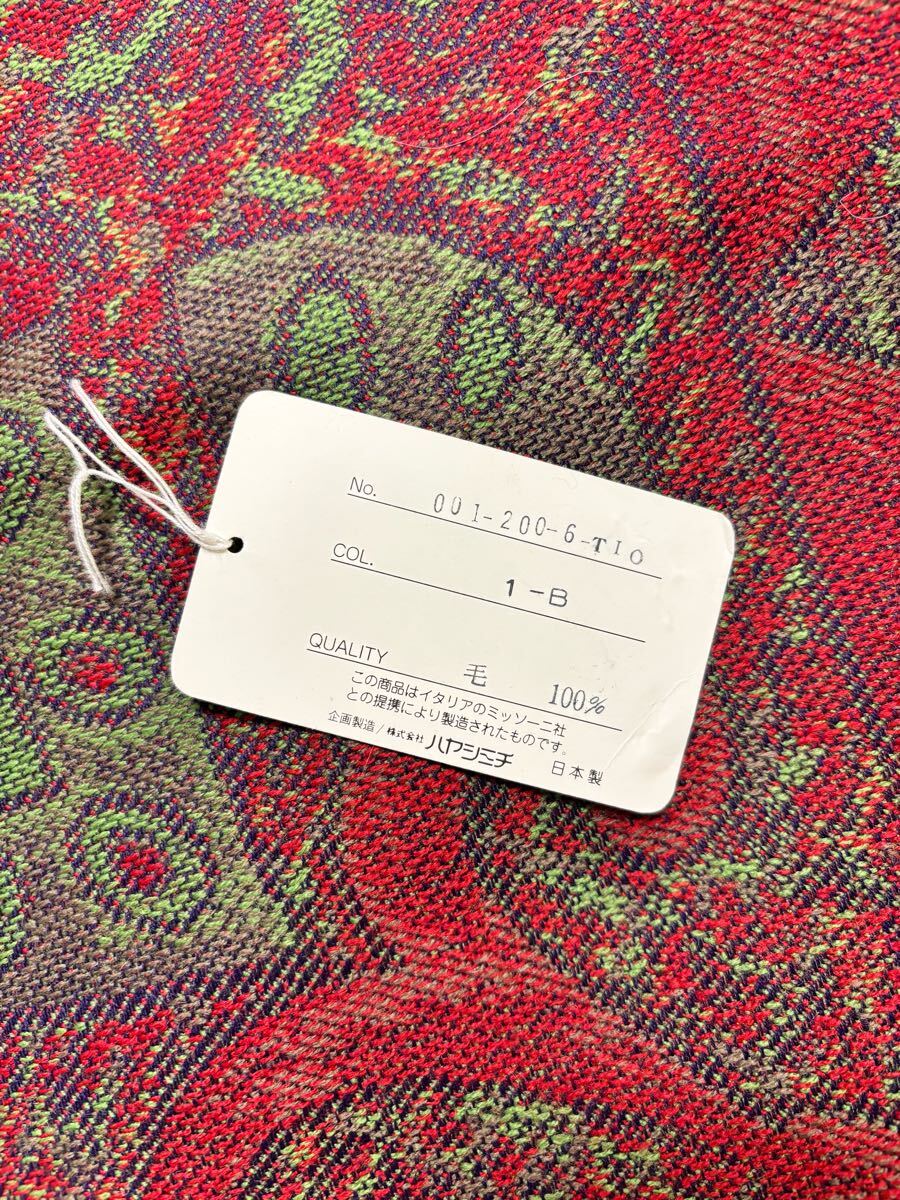 No. 001-200-6-TIO
COL. 1-B
QUALITY 毛 100%
この商品はイタリアのミッソーニ社
との提携により製造されたものです。
企画製造/株式会社 ハヤシミチ 日本製